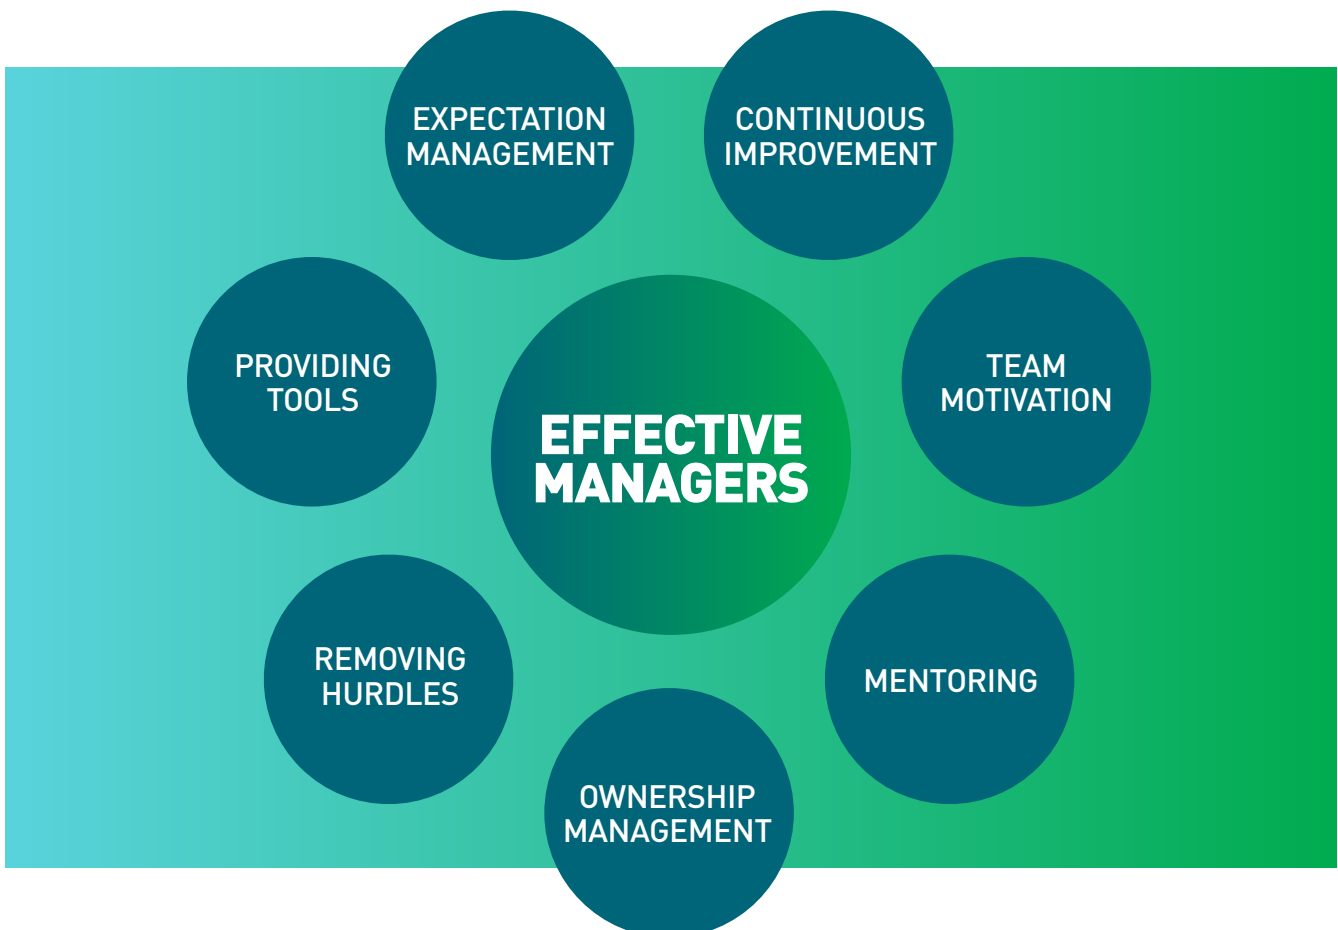 EXPECTATION
MANAGEMENT
CONTINUOUS
IMPROVEMENT
PROVIDING
TOOLS
TEAM
MOTIVATION
EFFECTIVE
MANAGERS
REMOVING
HURDLES
MENTORING
OWNERSHIP
MANAGEMENT